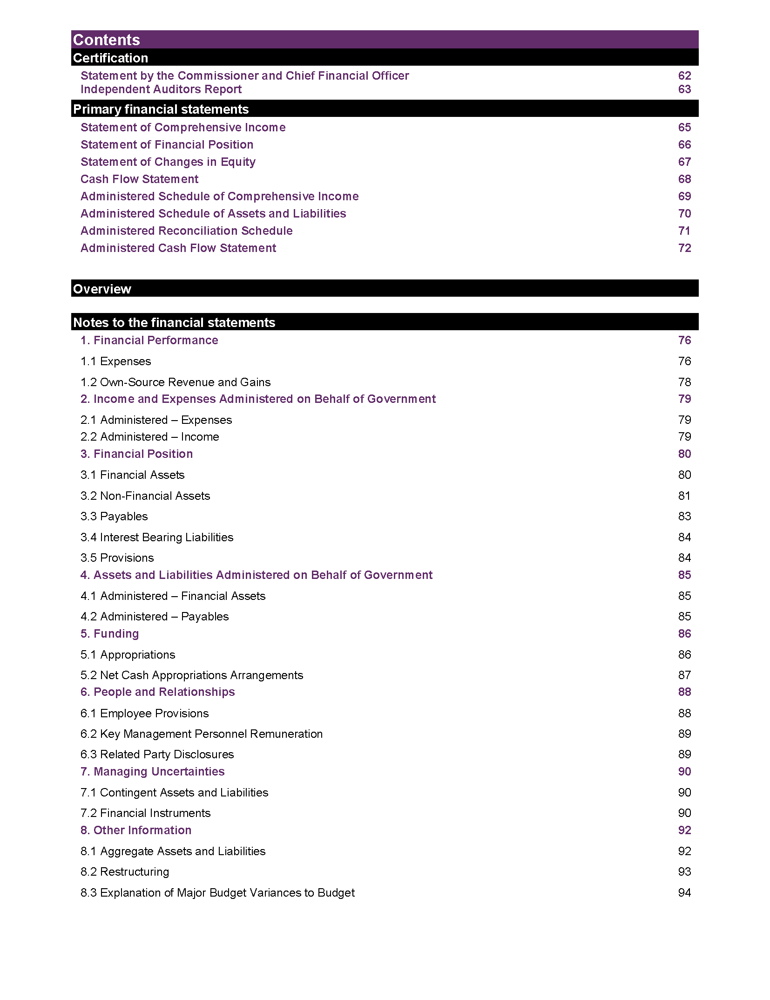 Contents
Certification
Statement by the Commissioner and Chief Financial Officer 62
Independent Auditors Report 63
Primary financial statements
Statement of Comprehensive Income 65
Statement of Financial Position 66
Statement of Changes in Equity 67
Cash Flow Statement 68
Administered Schedule of Comprehensive Income 69
Administered Schedule of Assets and Liabilities 70
Administered Reconciliation Schedule 71
Administered Cash Flow Statement 72
Overview
Notes to the financial statements
1. Financial Performance 76
1.1 Expenses 76
1.2 Own-Source Revenue and Gains 78
2. Income and Expenses Administered on Behalf of Government 79
2.1 Administered – Expenses 79
2.2 Administered – Income 79
3. Financial Position 80
3.1 Financial Assets 80
3.2 Non-Financial Assets 81
3.3 Payables 83
3.4 Interest Bearing Liabilities 84
3.5 Provisions 84
4. Assets and Liabilities Administered on Behalf of Government 85
4.1 Administered – Financial Assets 85
4.2 Administered – Payables 85
5. Funding 86
5.1 Appropriations 86
5.2 Net Cash Appropriations Arrangements 87
6. People and Relationships 88
6.1 Employee Provisions 88
6.2 Key Management Personnel Remuneration 89
6.3 Related Party Disclosures 89
7. Managing Uncertainties 90
7.1 Contingent Assets and Liabilities 90
7.2 Financial Instruments 90
8. Other Information 92
8.1 Aggregate Assets and Liabilities 92
8.2 Restructuring 93
8.3 Explanation of Major Budget Variances to Budget 94